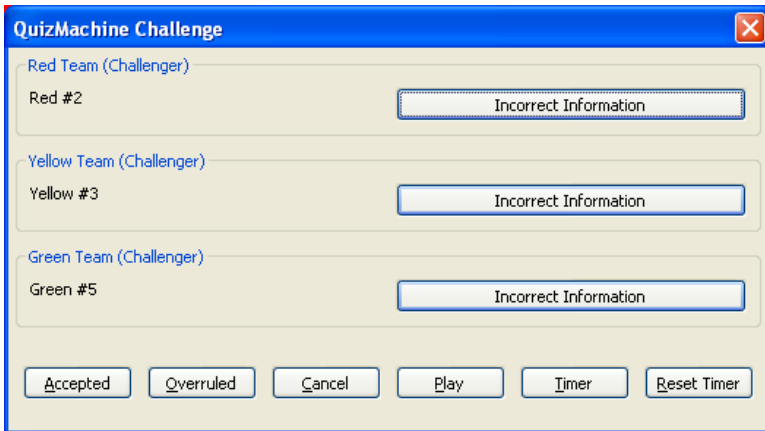 QuizMachine Challenge
Red Team (Challenger)
Red #2
Incorrect Information
Yellow Team (Challenger)
Yellow #3
Incorrect Information
Green Team (Challenger)
Green #5
Incorrect Information
Accepted Overruled Cancel Play Timer Reset Timer